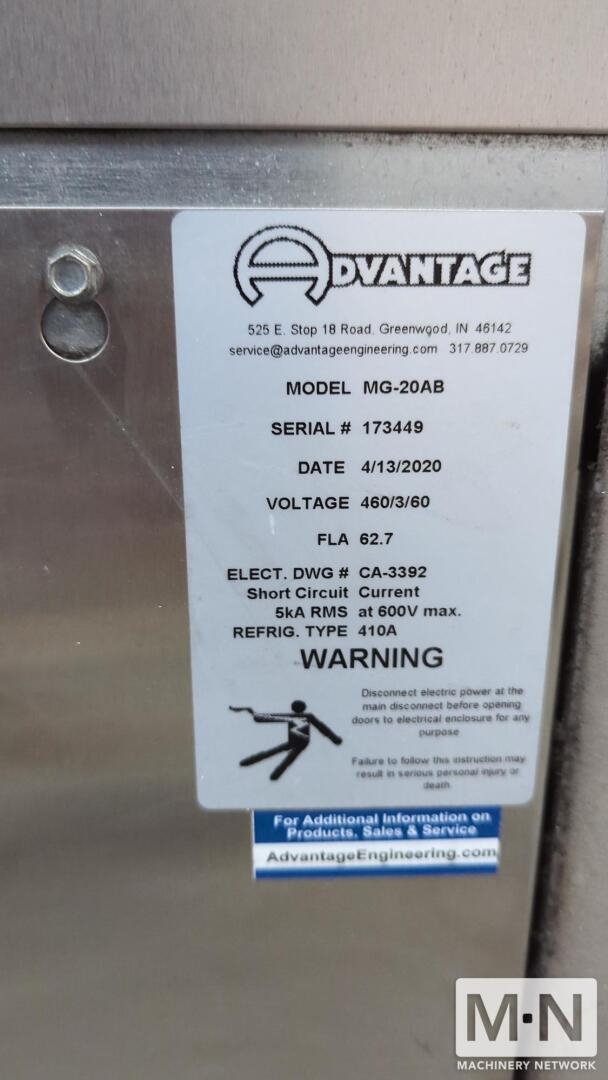 ADVANTAGE
525 E. Stop 18 Road. Greenwood, IN 46142
service@advantageengineering.com 317.887.0729
MODEL MG-20AB
SERIAL # 173449
DATE 4/13/2020
VOLTAGE 460/3/60
FLA 62.7
ELECT. DWG # CA-3392
Short Circuit Current
5kA RMS at 600V max.
REFRIG. TYPE 410A
WARNING
Disconnect electric power at the
main disconnect before opening
doors to electrical enclosure for any
purpose
Failure to follow this instruction may
result in serious personal injury or
death
For Additional Information on
Products, Sales & Service
AdvantageEngineering.com
M·N
MACHINERY NETWORK